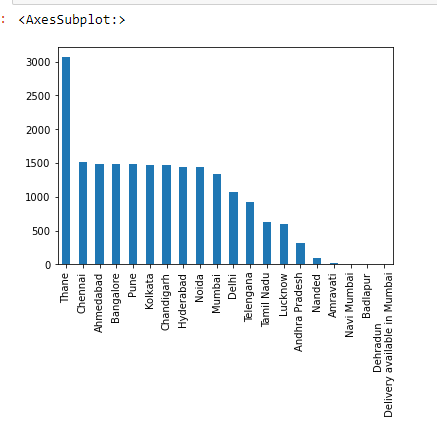 : <AxesSubplot:>
3000
2500
2000
1500
1000
500
0
Thane
Chennai
Ahmedabad
Bangalore
Pune
Kolkata
Chandigarh
Hyderabad
Noida
Mumbai
Delhi
Telengana
Tamil Nadu
Lucknow
Andhra Pradesh
Nanded
Amravati
Navi Mumbai
Badlapur
Dehradun
Delivery available in Mumbai